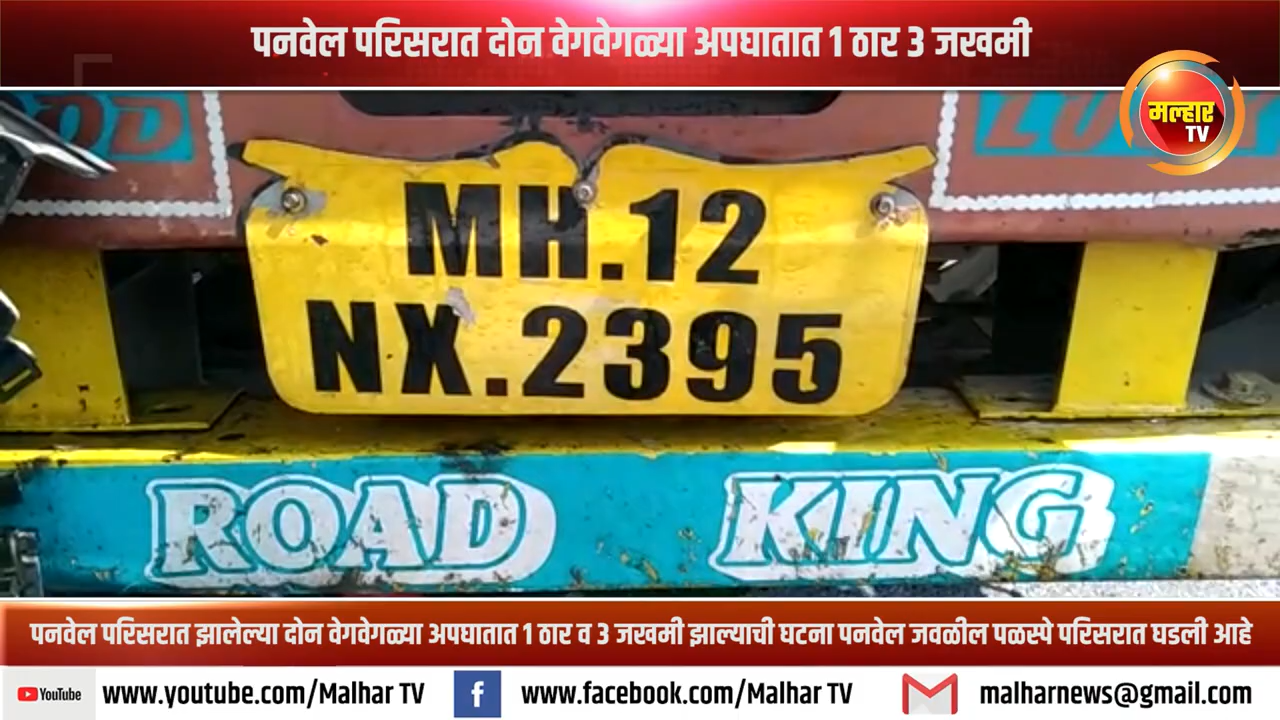 पनवेल परिसरात दोन वेगवेगळ्या अपघातात 1 ठार 3 जखमी
मल्हार
TV
MH.12
NX.2395
ROAD KING
पनवेल परिसरात झालेल्या दोन वेगवेगळ्या अपघातात 1 ठार व 3 जखमी झाल्याची घटना पनवेल जवळील पळस्पे परिसरात घडली आहे
YouTube www.youtube.com/Malhar TV www.facebook.com/Malhar TV malharnews@gmail.com